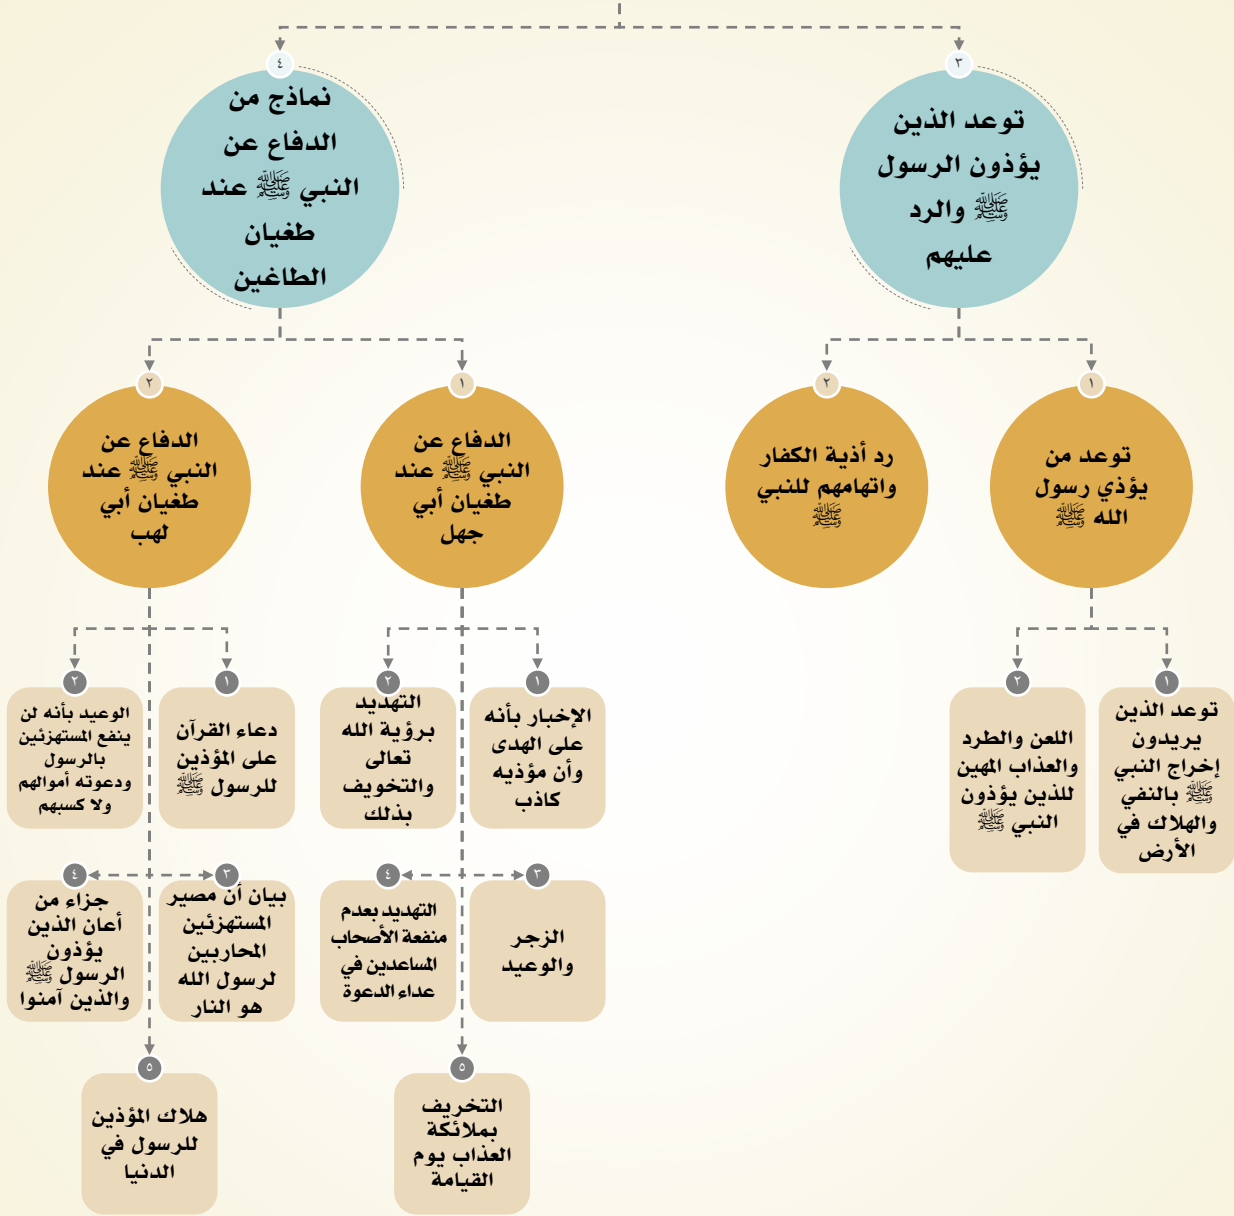 ٣
توعد الذين
يؤذون الرسول
ﷺ والرد
عليهم
٤
نماذج من
الدفاع عن
النبي ﷺ عند
طغيان
الطاغين
١
توعد من
يؤذي رسول
الله ﷺ
٢
رد أذية الكفار
واتهامهم للنبي
ﷺ
١
الدفاع عن
النبي ﷺ عند
طغيان أبي
جهل
٢
الدفاع عن
النبي ﷺ عند
طغيان أبي
لهب
١
توعد الذين
يريدون
إخراج النبي
ﷺ بالنفي
والهلاك في
الأرض
٢
اللعن والطرد
والعذاب المهين
للذين يؤذون
النبي ﷺ
١
الإخبار بأنه
على الهدى
وأن مؤذيه
كاذب
٢
التهديد
برؤية الله
تعالى
والتخويف
بذلك
٣
الزجر
والوعيد
٤
التهديد بعدم
منفعة الأصحاب
المساعدين في
عداء الدعوة
٥
التخريف
بملائكة
العذاب يوم
القيامة
١
دعاء القرآن
على المؤذين
للرسول ﷺ
٢
الوعيد بأنه لن
ينفع المستهزئين
بالرسول
ودعوته أموالهم
ولا كسبهم
٣
بيان أن مصير
المستهزئين
المحاربين
لرسول الله
هو النار
٤
جزاء من
أعان الذين
يؤذون
الرسول ﷺ
والذين آمنوا
٥
هلاك المؤذين
للرسول في
الدنيا